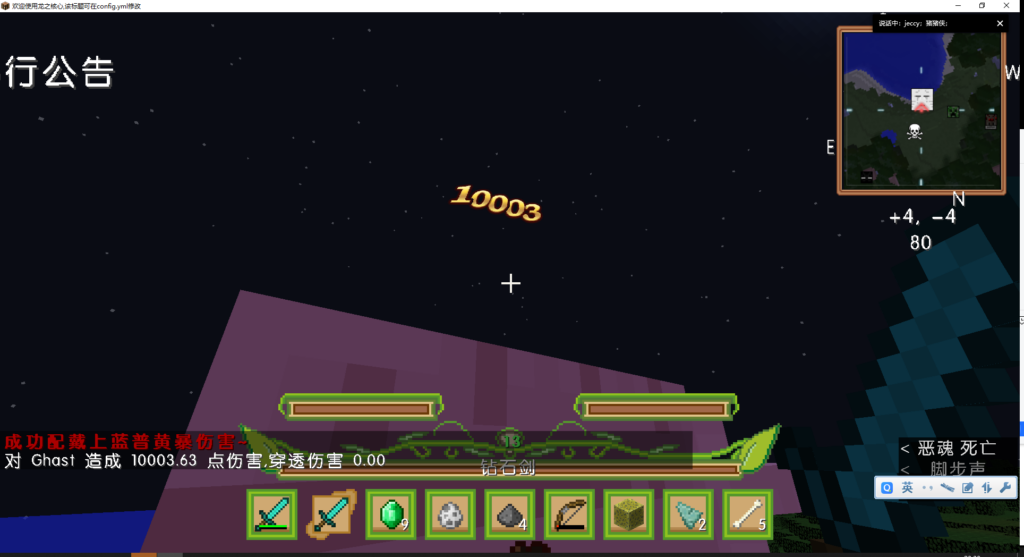 欢迎使用龙之核心,该标题可在config.yml修改
说话中: jeccy; 猪猪侠;
行公告
W
E
N
+4, -4
80
10003
成功配戴上蓝普黄暴伤害~
对 Ghast 造成 10003.63 点伤害,穿透伤害 0.00
钻石剑
< 恶魂 死亡
< 脚步声
英
9
4
2
5